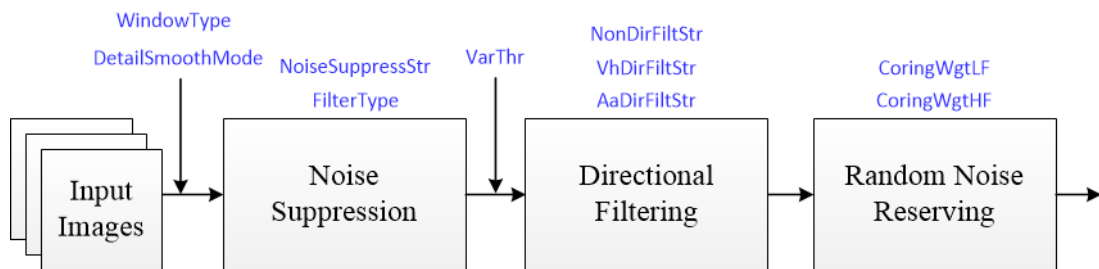 WindowType
DetailSmoothMode
NoiseSuppressStr
FilterType
VarThr
NonDirFiltStr
VhDirFiltStr
AaDirFiltStr
CoringWgtLF
CoringWgtHF
Input
Images
Noise
Suppression
Directional
Filtering
Random Noise
Reserving